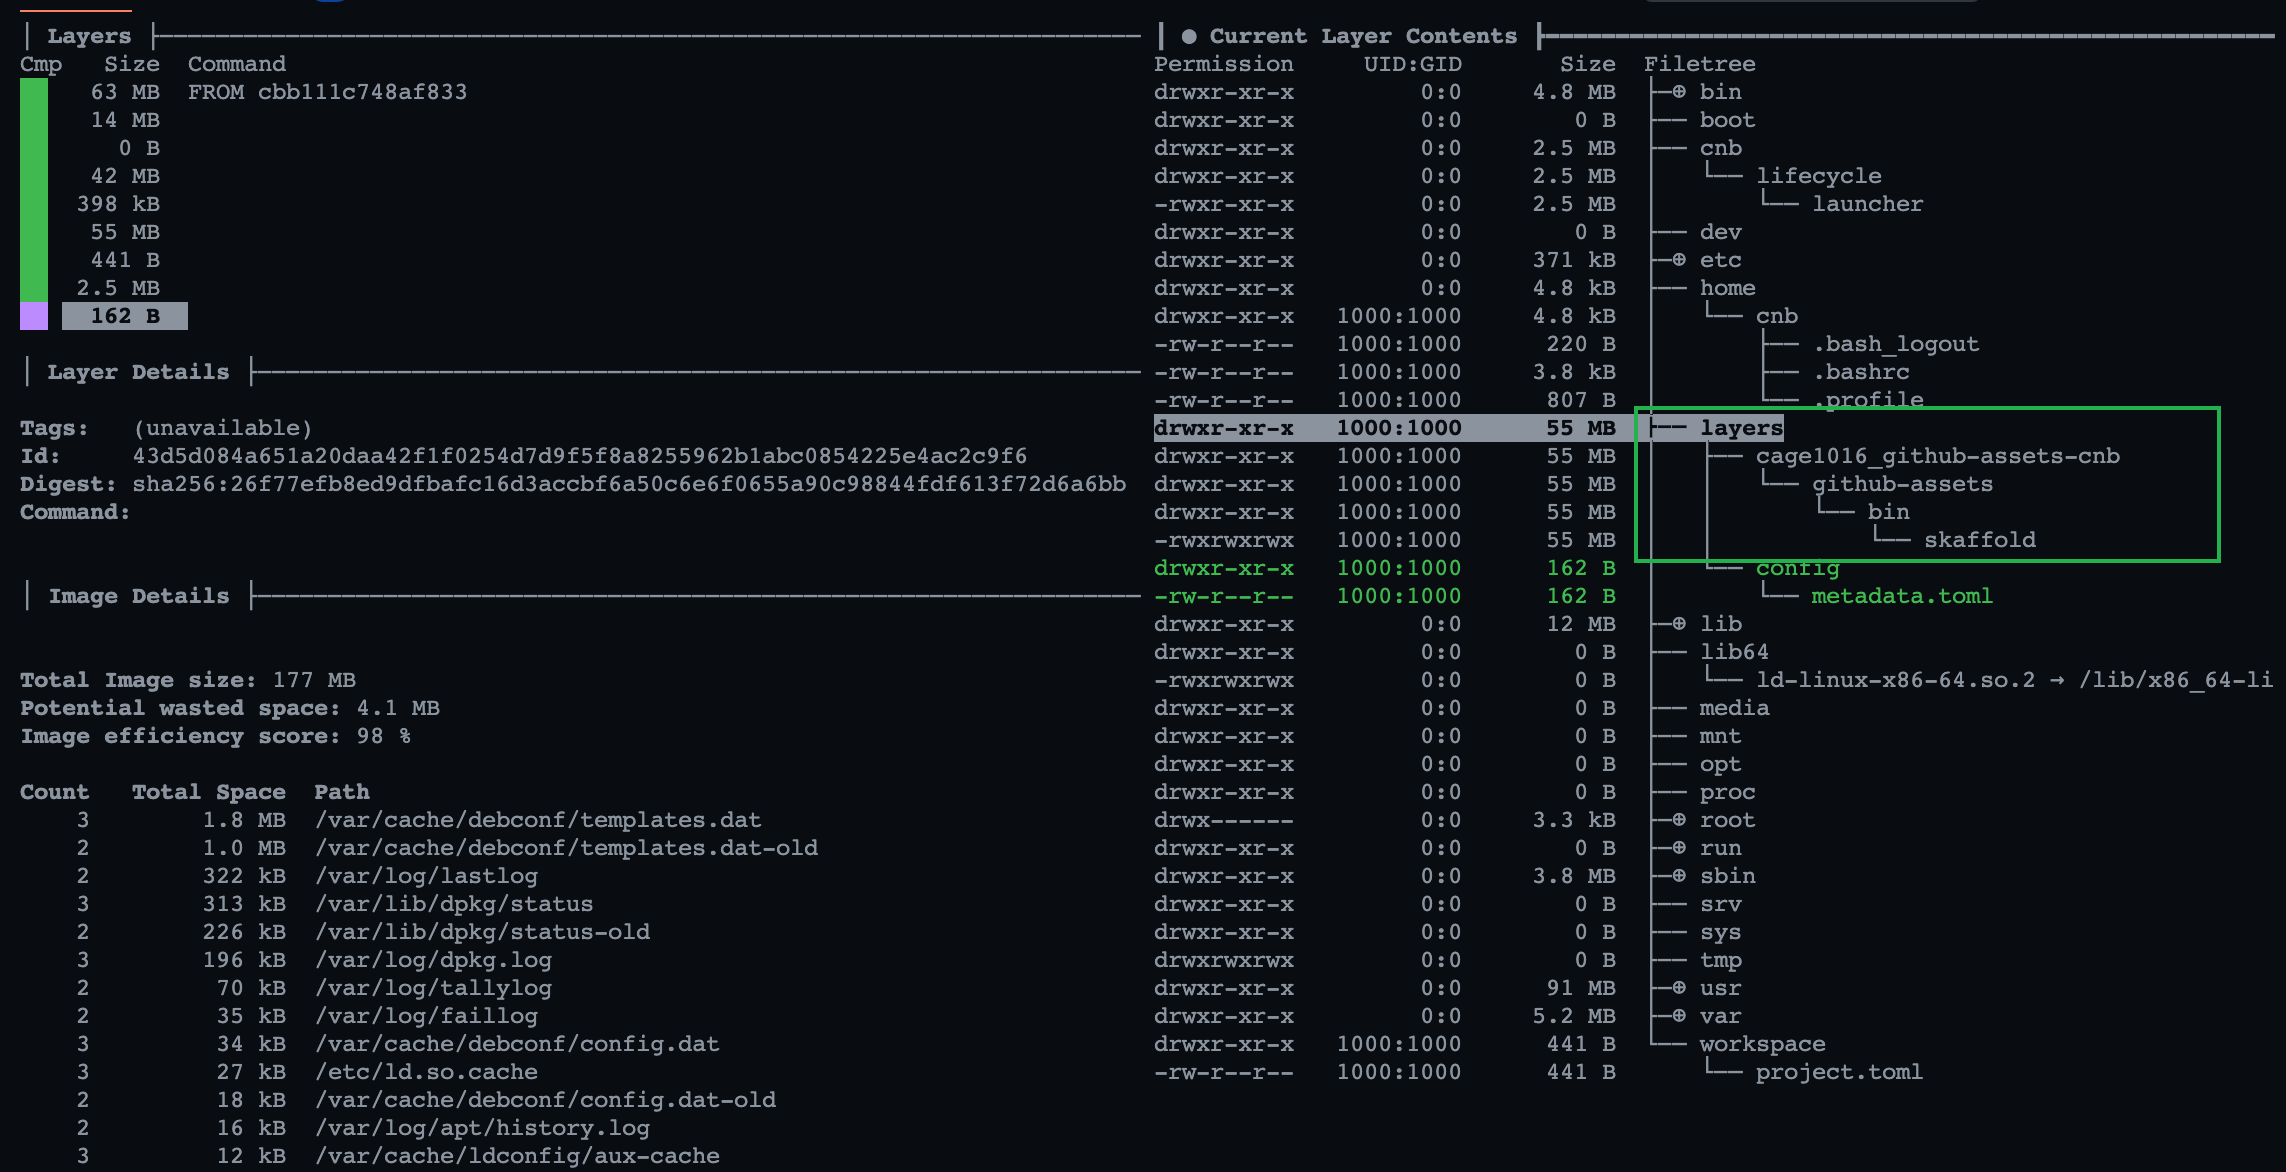 Layers
Cmp Size Command
63 MB FROM cbb111c748af833
14 MB
0 B
42 MB
398 kB
55 MB
441 B
2.5 MB
162 B
Layer Details
Tags: (unavailable)
Id: 43d5d084a651a20daa42f1f0254d7d9f5f8a8255962b1abc0854225e4ac2c9f6
Digest: sha256:26f77efb8ed9dfbafc16d3accbf6a50c6e6f0655a90c98844fdf613f72d6a6bb
Command:
Image Details
Total Image size: 177 MB
Potential wasted space: 4.1 MB
Image efficiency score: 98 %
Count Total Space Path
3 1.8 MB /var/cache/debconf/templates.dat
2 1.0 MB /var/cache/debconf/templates.dat-old
2 322 kB /var/log/lastlog
3 313 kB /var/lib/dpkg/status
2 226 kB /var/lib/dpkg/status-old
3 196 kB /var/log/dpkg.log
2 70 kB /var/log/tallylog
2 35 kB /var/log/faillog
3 34 kB /var/cache/debconf/config.dat
3 27 kB /etc/ld.so.cache
2 18 kB /var/cache/debconf/config.dat-old
2 16 kB /var/log/apt/history.log
3 12 kB /var/cache/ldconfig/aux-cache
● Current Layer Contents
Permission UID:GID Size Filetree
drwxr-xr-x 0:0 4.8 MB ├─⊕ bin
drwxr-xr-x 0:0 0 B ├── boot
drwxr-xr-x 0:0 2.5 MB ├── cnb
drwxr-xr-x 0:0 2.5 MB │ └── lifecycle
-rwxr-xr-x 0:0 2.5 MB │ └── launcher
drwxr-xr-x 0:0 0 B ├── dev
drwxr-xr-x 0:0 371 kB ├─⊕ etc
drwxr-xr-x 0:0 4.8 kB ├── home
drwxr-xr-x 1000:1000 4.8 kB │ └── cnb
-rw-r--r-- 1000:1000 220 B │ ├── .bash_logout
-rw-r--r-- 1000:1000 3.8 kB │ ├── .bashrc
-rw-r--r-- 1000:1000 807 B │ └── .profile
drwxr-xr-x 1000:1000 55 MB ├── layers
drwxr-xr-x 1000:1000 55 MB │ ├── cage1016_github-assets-cnb
drwxr-xr-x 1000:1000 55 MB │ │ └── github-assets
drwxr-xr-x 1000:1000 55 MB │ │ └── bin
-rwxrwxrwx 1000:1000 55 MB │ │ └── skaffold
drwxr-xr-x 1000:1000 162 B │ └── config
-rw-r--r-- 1000:1000 162 B │ └── metadata.toml
drwxr-xr-x 0:0 12 MB ├─⊕ lib
drwxr-xr-x 0:0 0 B ├── lib64
-rwxrwxrwx 0:0 0 B │ └── ld-linux-x86-64.so.2 → /lib/x86_64-li
drwxr-xr-x 0:0 0 B ├── media
drwxr-xr-x 0:0 0 B ├── mnt
drwxr-xr-x 0:0 0 B ├── opt
drwxr-xr-x 0:0 0 B ├── proc
drwx------ 0:0 3.3 kB ├─⊕ root
drwxr-xr-x 0:0 0 B ├─⊕ run
drwxr-xr-x 0:0 3.8 MB ├─⊕ sbin
drwxr-xr-x 0:0 0 B ├── srv
drwxr-xr-x 0:0 0 B ├── sys
drwxrwxrwx 0:0 0 B ├── tmp
drwxr-xr-x 0:0 91 MB ├─⊕ usr
drwxr-xr-x 0:0 5.2 MB ├─⊕ var
drwxr-xr-x 1000:1000 441 B └── workspace
-rw-r--r-- 1000:1000 441 B └── project.toml